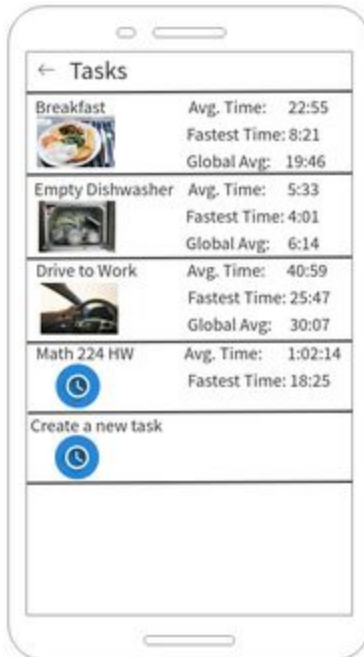 ← Tasks
Breakfast Avg. Time: 22:55
Fastest Time: 8:21
Global Avg: 19:46
Empty Dishwasher Avg. Time: 5:33
Fastest Time: 4:01
Global Avg: 6:14
Drive to Work Avg. Time: 40:59
Fastest Time: 25:47
Global Avg: 30:07
Math 224 HW Avg. Time: 1:02:14
Fastest Time: 18:25
Create a new task